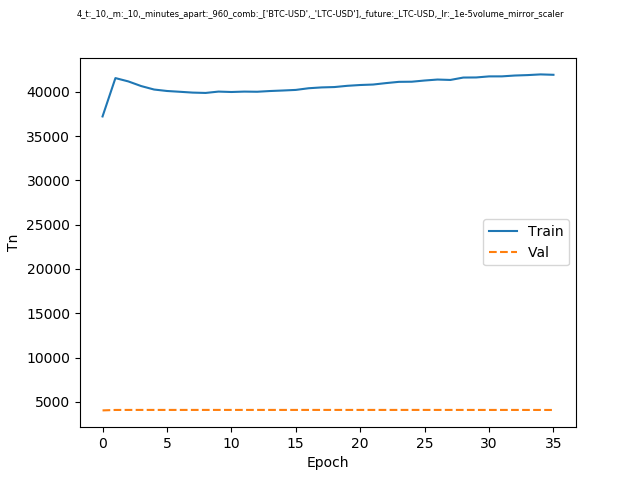 4_t:_10,_m:_10,_minutes_apart:_960_comb:_['BTC-USD',_'LTC-USD'],_future:_LTC-USD,_lr:_1e-5volume_mirror_scaler
40000
35000
30000
25000
20000
15000
10000
5000
Tn
Train
Val
0 5 10 15 20 25 30 35
Epoch